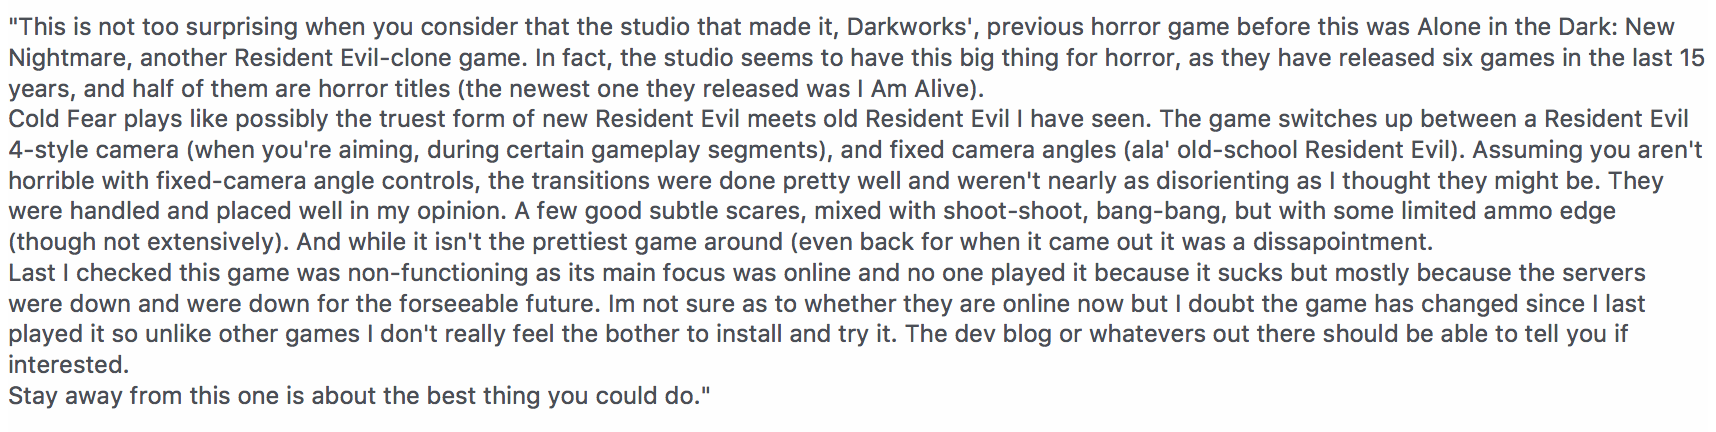 "This is not too surprising when you consider that the studio that made it, Darkworks', previous horror game before this was Alone in the Dark: New
Nightmare, another Resident Evil-clone game. In fact, the studio seems to have this big thing for horror, as they have released six games in the last 15
years, and half of them are horror titles (the newest one they released was I Am Alive).
Cold Fear plays like possibly the truest form of new Resident Evil meets old Resident Evil I have seen. The game switches up between a Resident Evil
4-style camera (when you're aiming, during certain gameplay segments), and fixed camera angles (ala' old-school Resident Evil). Assuming you aren't
horrible with fixed-camera angle controls, the transitions were done pretty well and weren't nearly as disorienting as I thought they might be. They
were handled and placed well in my opinion. A few good subtle scares, mixed with shoot-shoot, bang-bang, but with some limited ammo edge
(though not extensively). And while it isn't the prettiest game around (even back for when it came out it was a dissapointment.
Last I checked this game was non-functioning as its main focus was online and no one played it because it sucks but mostly because the servers
were down and were down for the forseeable future. Im not sure as to whether they are online now but I doubt the game has changed since I last
played it so unlike other games I don't really feel the bother to install and try it. The dev blog or whatevers out there should be able to tell you if
interested.
Stay away from this one is about the best thing you could do."